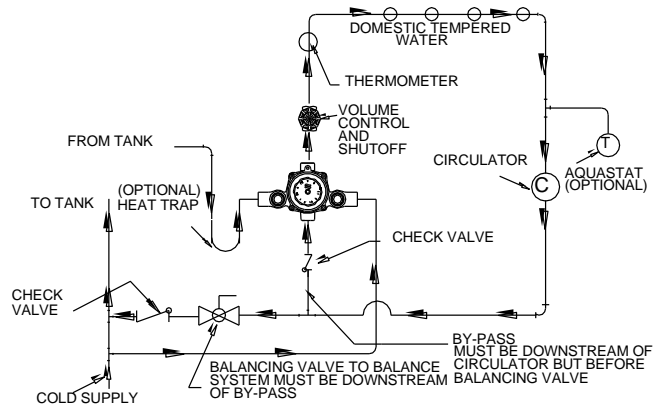 DOMESTIC TEMPERED
WATER
THERMOMETER
VOLUME
CONTROL
AND
SHUTOFF
FROM TANK
CIRCULATOR
T
AQUASTAT
(OPTIONAL)
C
(OPTIONAL)
HEAT TRAP
TO TANK
CHECK VALVE
CHECK
VALVE
BY-PASS
MUST BE DOWNSTREAM OF
CIRCULATOR BUT BEFORE
BALANCING VALVE
BALANCING VALVE TO BALANCE
SYSTEM MUST BE DOWNSTREAM
OF BY-PASS
COLD SUPPLY